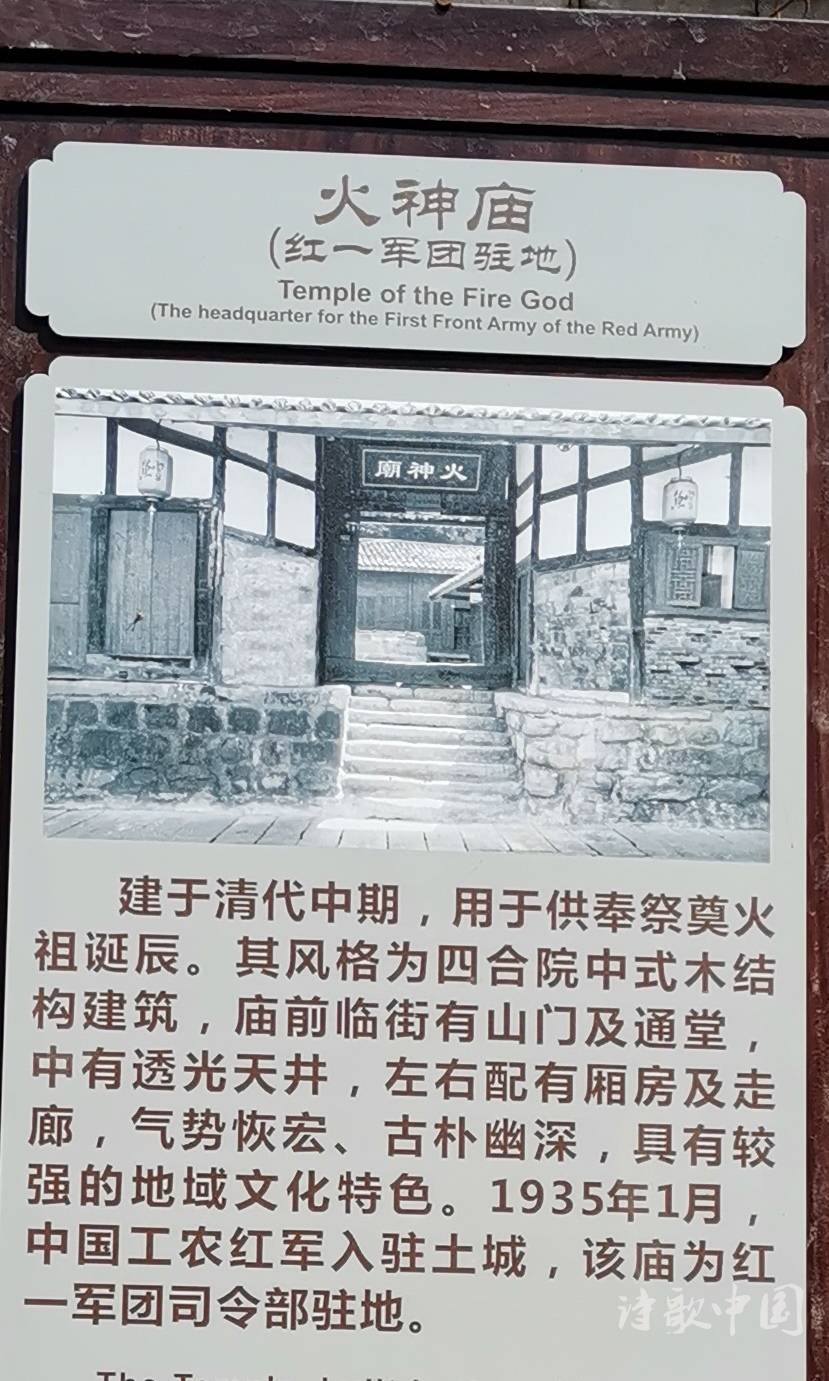 火神庙
(红一军团驻地)
Temple of the Fire God
(The headquarter for the First Front Army of the Red Army)
火神廟
建于清代中期，用于供奉祭奠火
祖诞辰。其风格为四合院中式木结
构建筑，庙前临街有山门及通堂，
中有透光天井，左右配有厢房及走
廊，气势恢宏、古朴幽深，具有较
强的地域文化特色。1935年1月，
中国工农红军入驻土城，该庙为红
一军团司令部驻地。
诗歌中国
The